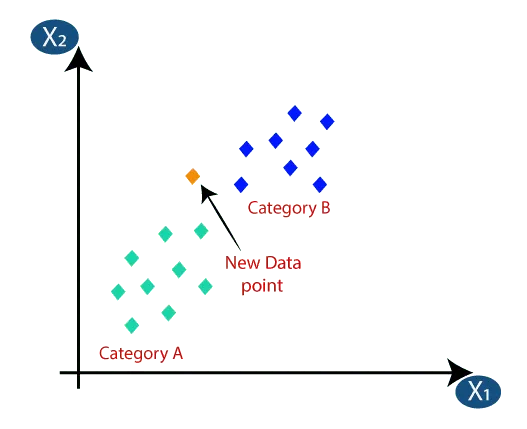 X₂
Category B
New Data
point
Category A
X₁